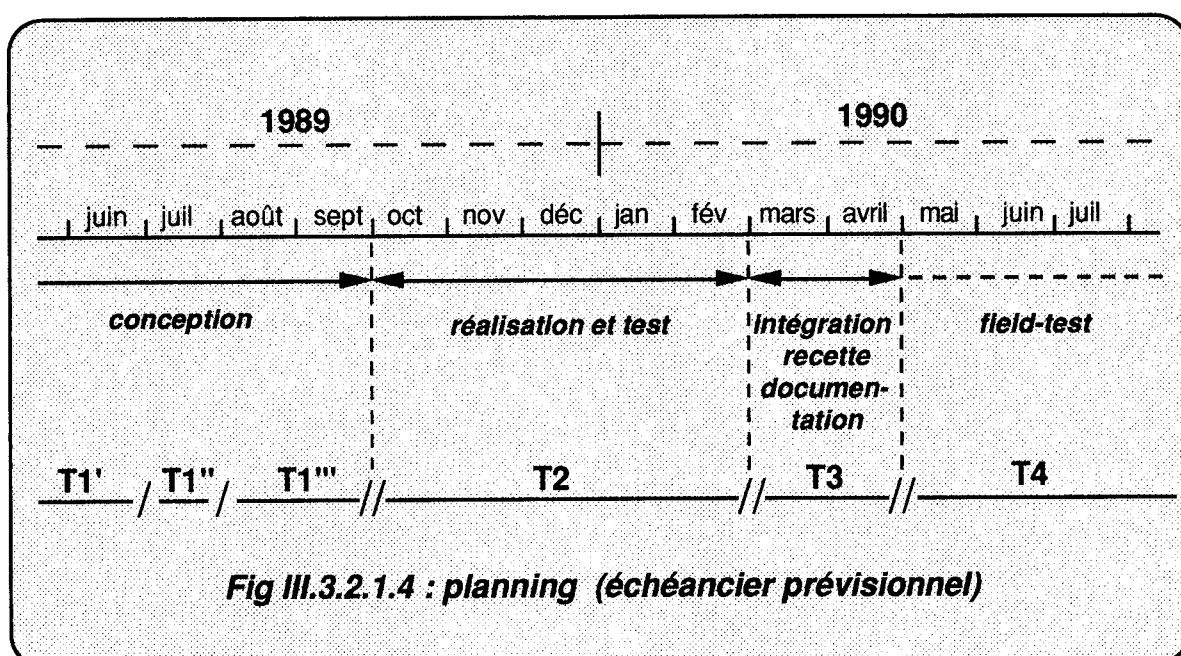 1989 1990
juin juil août sept oct nov déc jan fév mars avril mai juin juil
conception
réalisation et test
intégration
recette
documen-
tation
field-test
T1' / T1" / T1''' // T2 // T3 // T4
Fig III.3.2.1.4 : planning (échéancier prévisionnel)